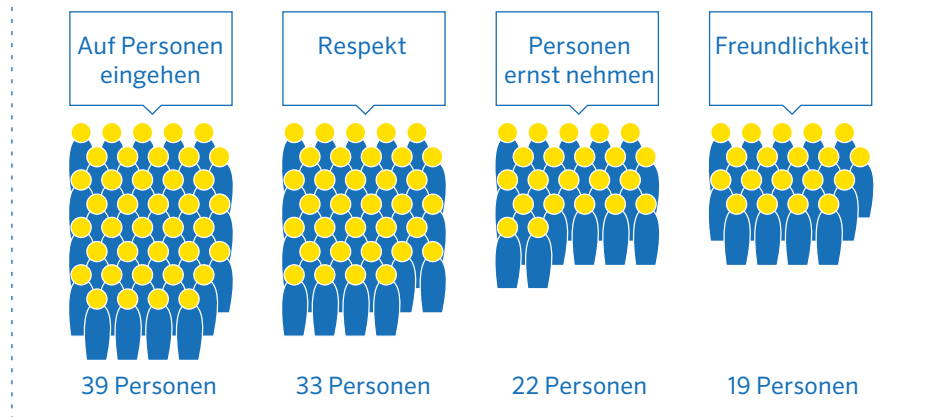 Auf Personen
eingehen
Respekt
Personen
ernst nehmen
Freundlichkeit
39 Personen
33 Personen
22 Personen
19 Personen